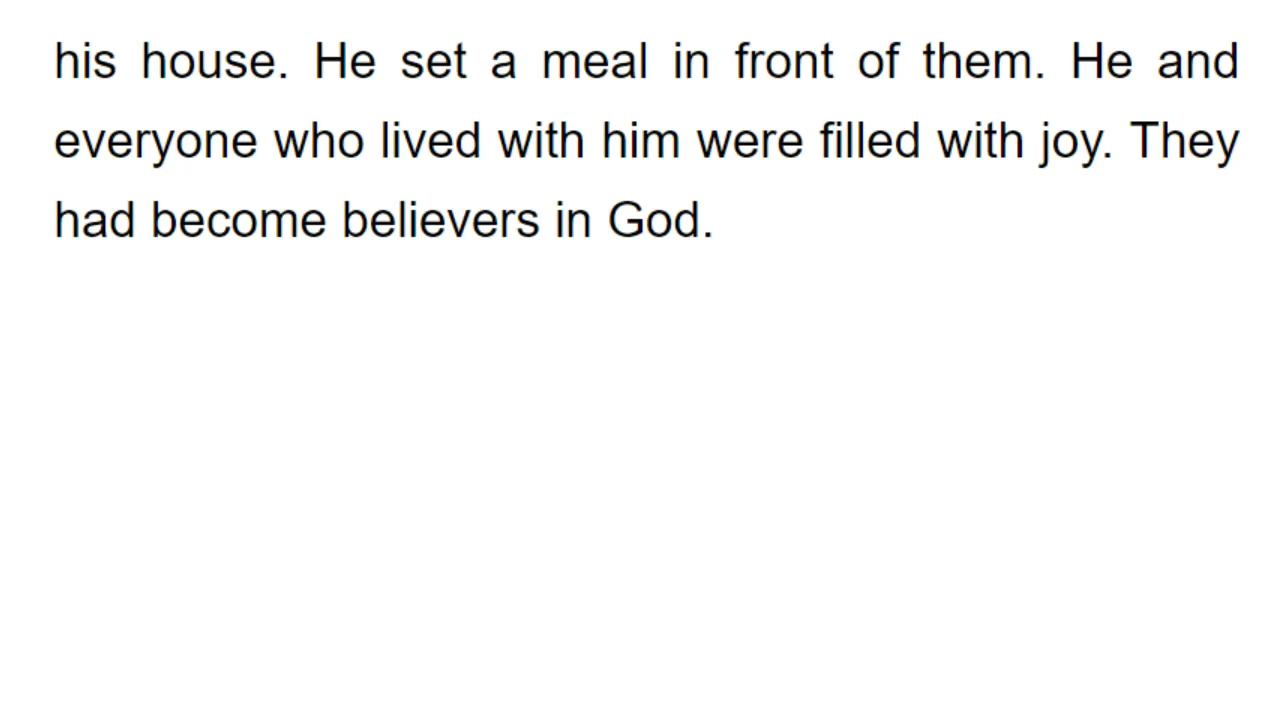 his house. He set a meal in front of them. He and
everyone who lived with him were filled with joy. They
had become believers in God.